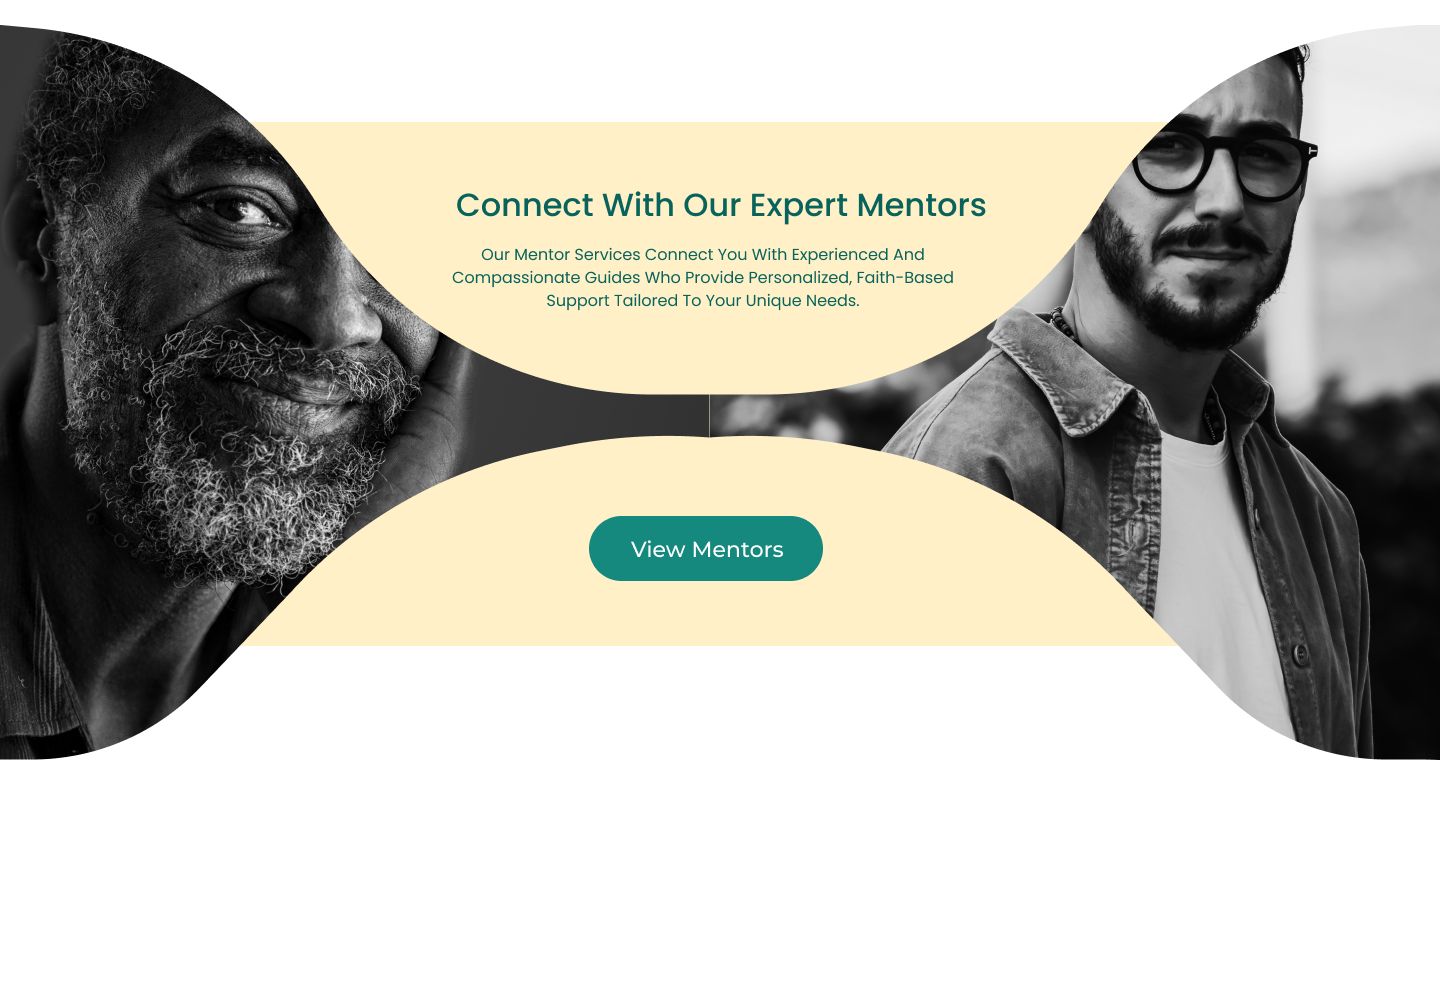 Connect With Our Expert Mentors
Our Mentor Services Connect You With Experienced And
Compassionate Guides Who Provide Personalized, Faith-Based
Support Tailored To Your Unique Needs.
View Mentors